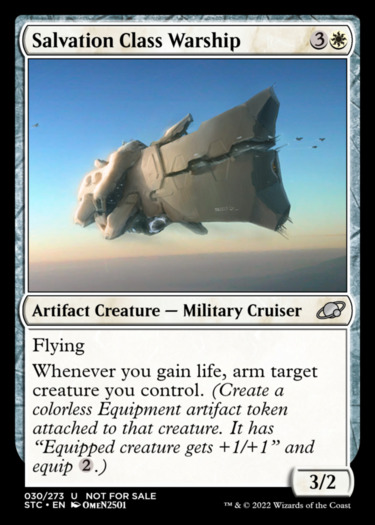 Salvation Class Warship 3
Artifact Creature — Military Cruiser
Flying
Whenever you gain life, arm target
creature you control. (Create a
colorless Equipment artifact token
attached to that creature. It has
“Equipped creature gets +1/+1” and
equip 2.)
3/2
030/273 U NOT FOR SALE
STC • EN OMEN2501
™ & © 2022 Wizards of the Coast